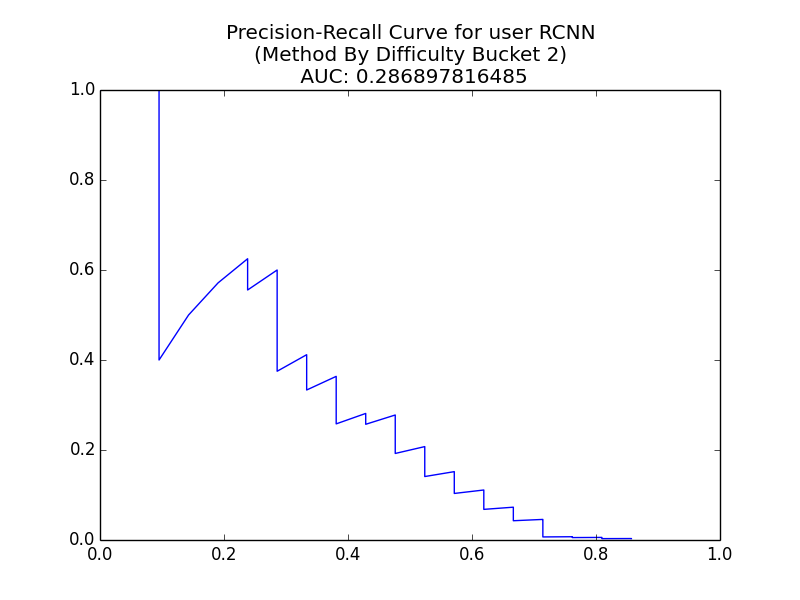 Precision-Recall Curve for user RCNN
(Method By Difficulty Bucket 2)
AUC: 0.286897816485
1.0
0.8
0.6
0.4
0.2
0.0
0.0 0.2 0.4 0.6 0.8 1.0